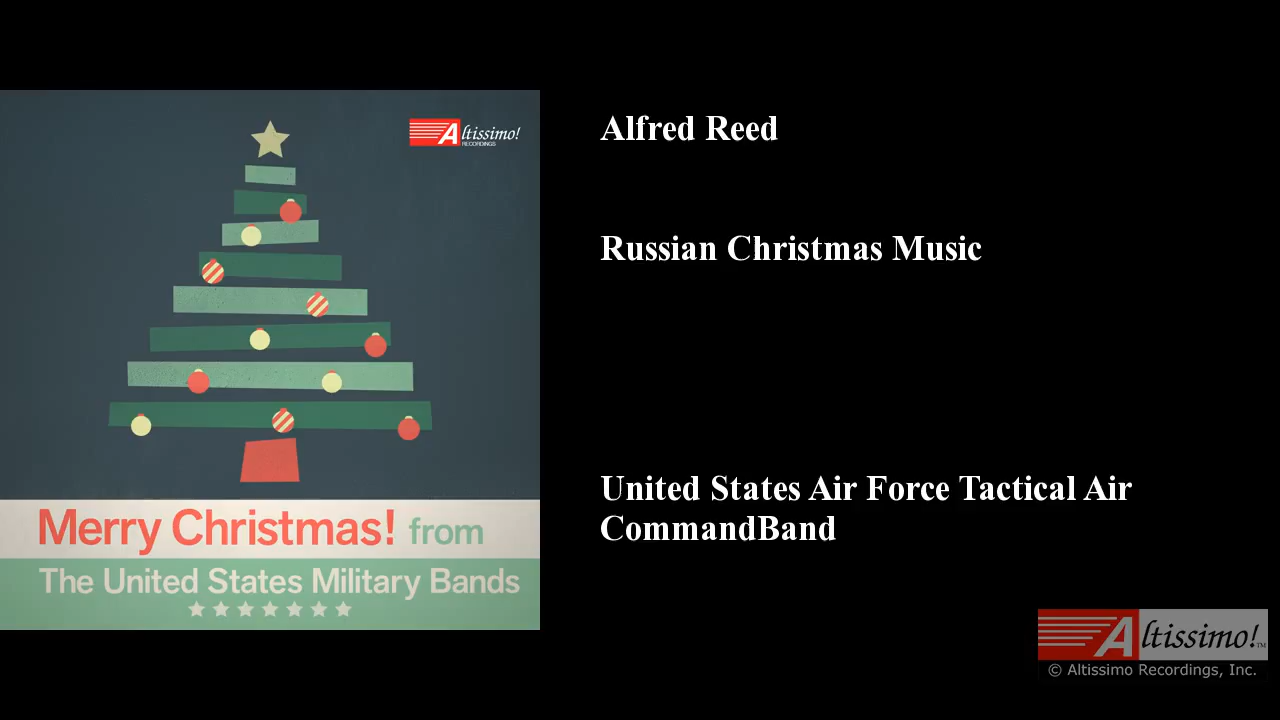 Altissimo!
RECORDINGS
Merry Christmas! from
The United States Military Bands
Alfred Reed
Russian Christmas Music
United States Air Force Tactical Air
CommandBand
Altissimo!™
© Altissimo Recordings, Inc.